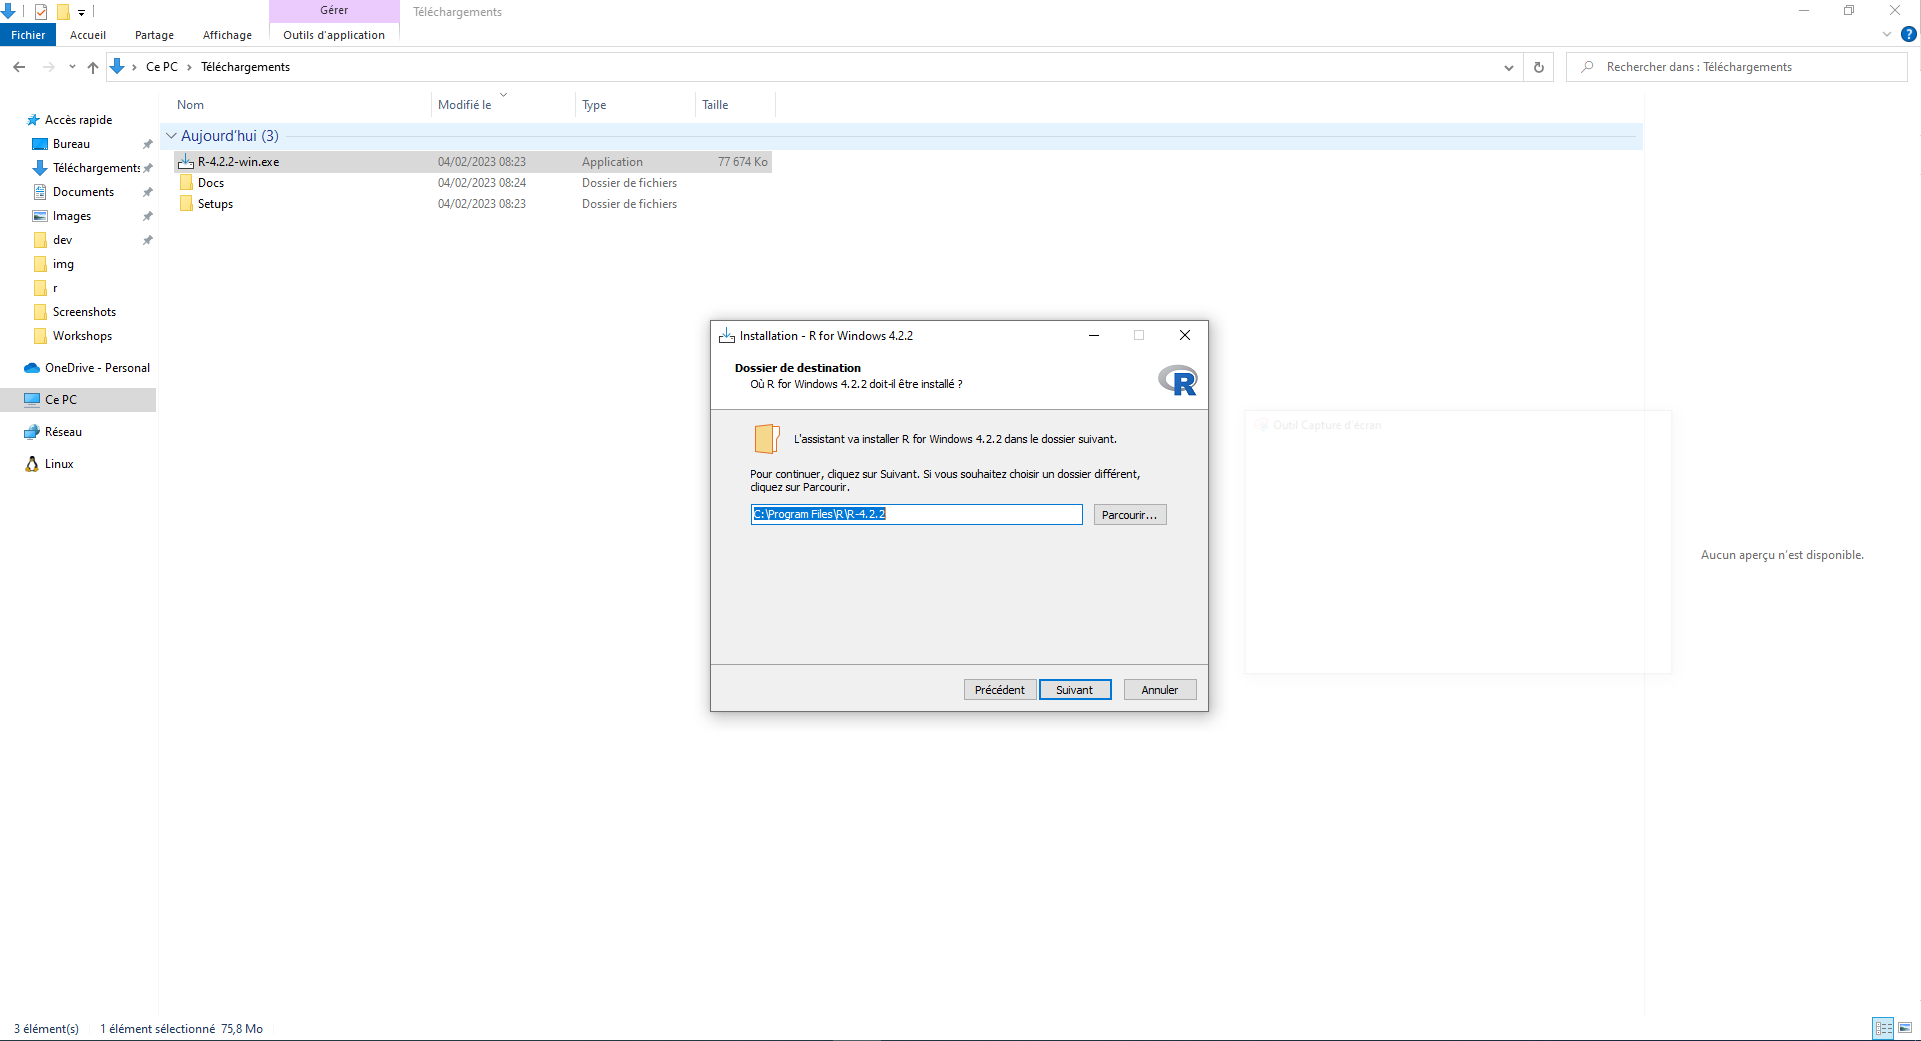 Gérer
Téléchargements
Fichier
Accueil
Partage
Affichage
Outils d'application
?
Ce PC
Téléchargements
Rechercher dans : Téléchargements
Nom
Modifié le
Type
Taille
Aujourd'hui (3)
R-4.2.2-win.exe
04/02/2023 08:23
Application
77 674 Ko
Docs
04/02/2023 08:24
Dossier de fichiers
Setups
04/02/2023 08:23
Dossier de fichiers
Accès rapide
Bureau
Téléchargements
Documents
Images
dev
img
r
Screenshots
Workshops
OneDrive - Personal
Ce PC
Réseau
Linux
Installation - R for Windows 4.2.2
Dossier de destination
Où R for Windows 4.2.2 doit-il être installé ?
R
L'assistant va installer R for Windows 4.2.2 dans le dossier suivant.
Pour continuer, cliquez sur Suivant. Si vous souhaitez choisir un dossier différent,
cliquez sur Parcourir.
C:\Program Files\R\R-4.2.2
Parcourir...
Précédent
Suivant
Annuler
Outil Capture d'écran
Aucun aperçu n'est disponible.
3 élément(s)
1 élément sélectionné 75,8 Mo